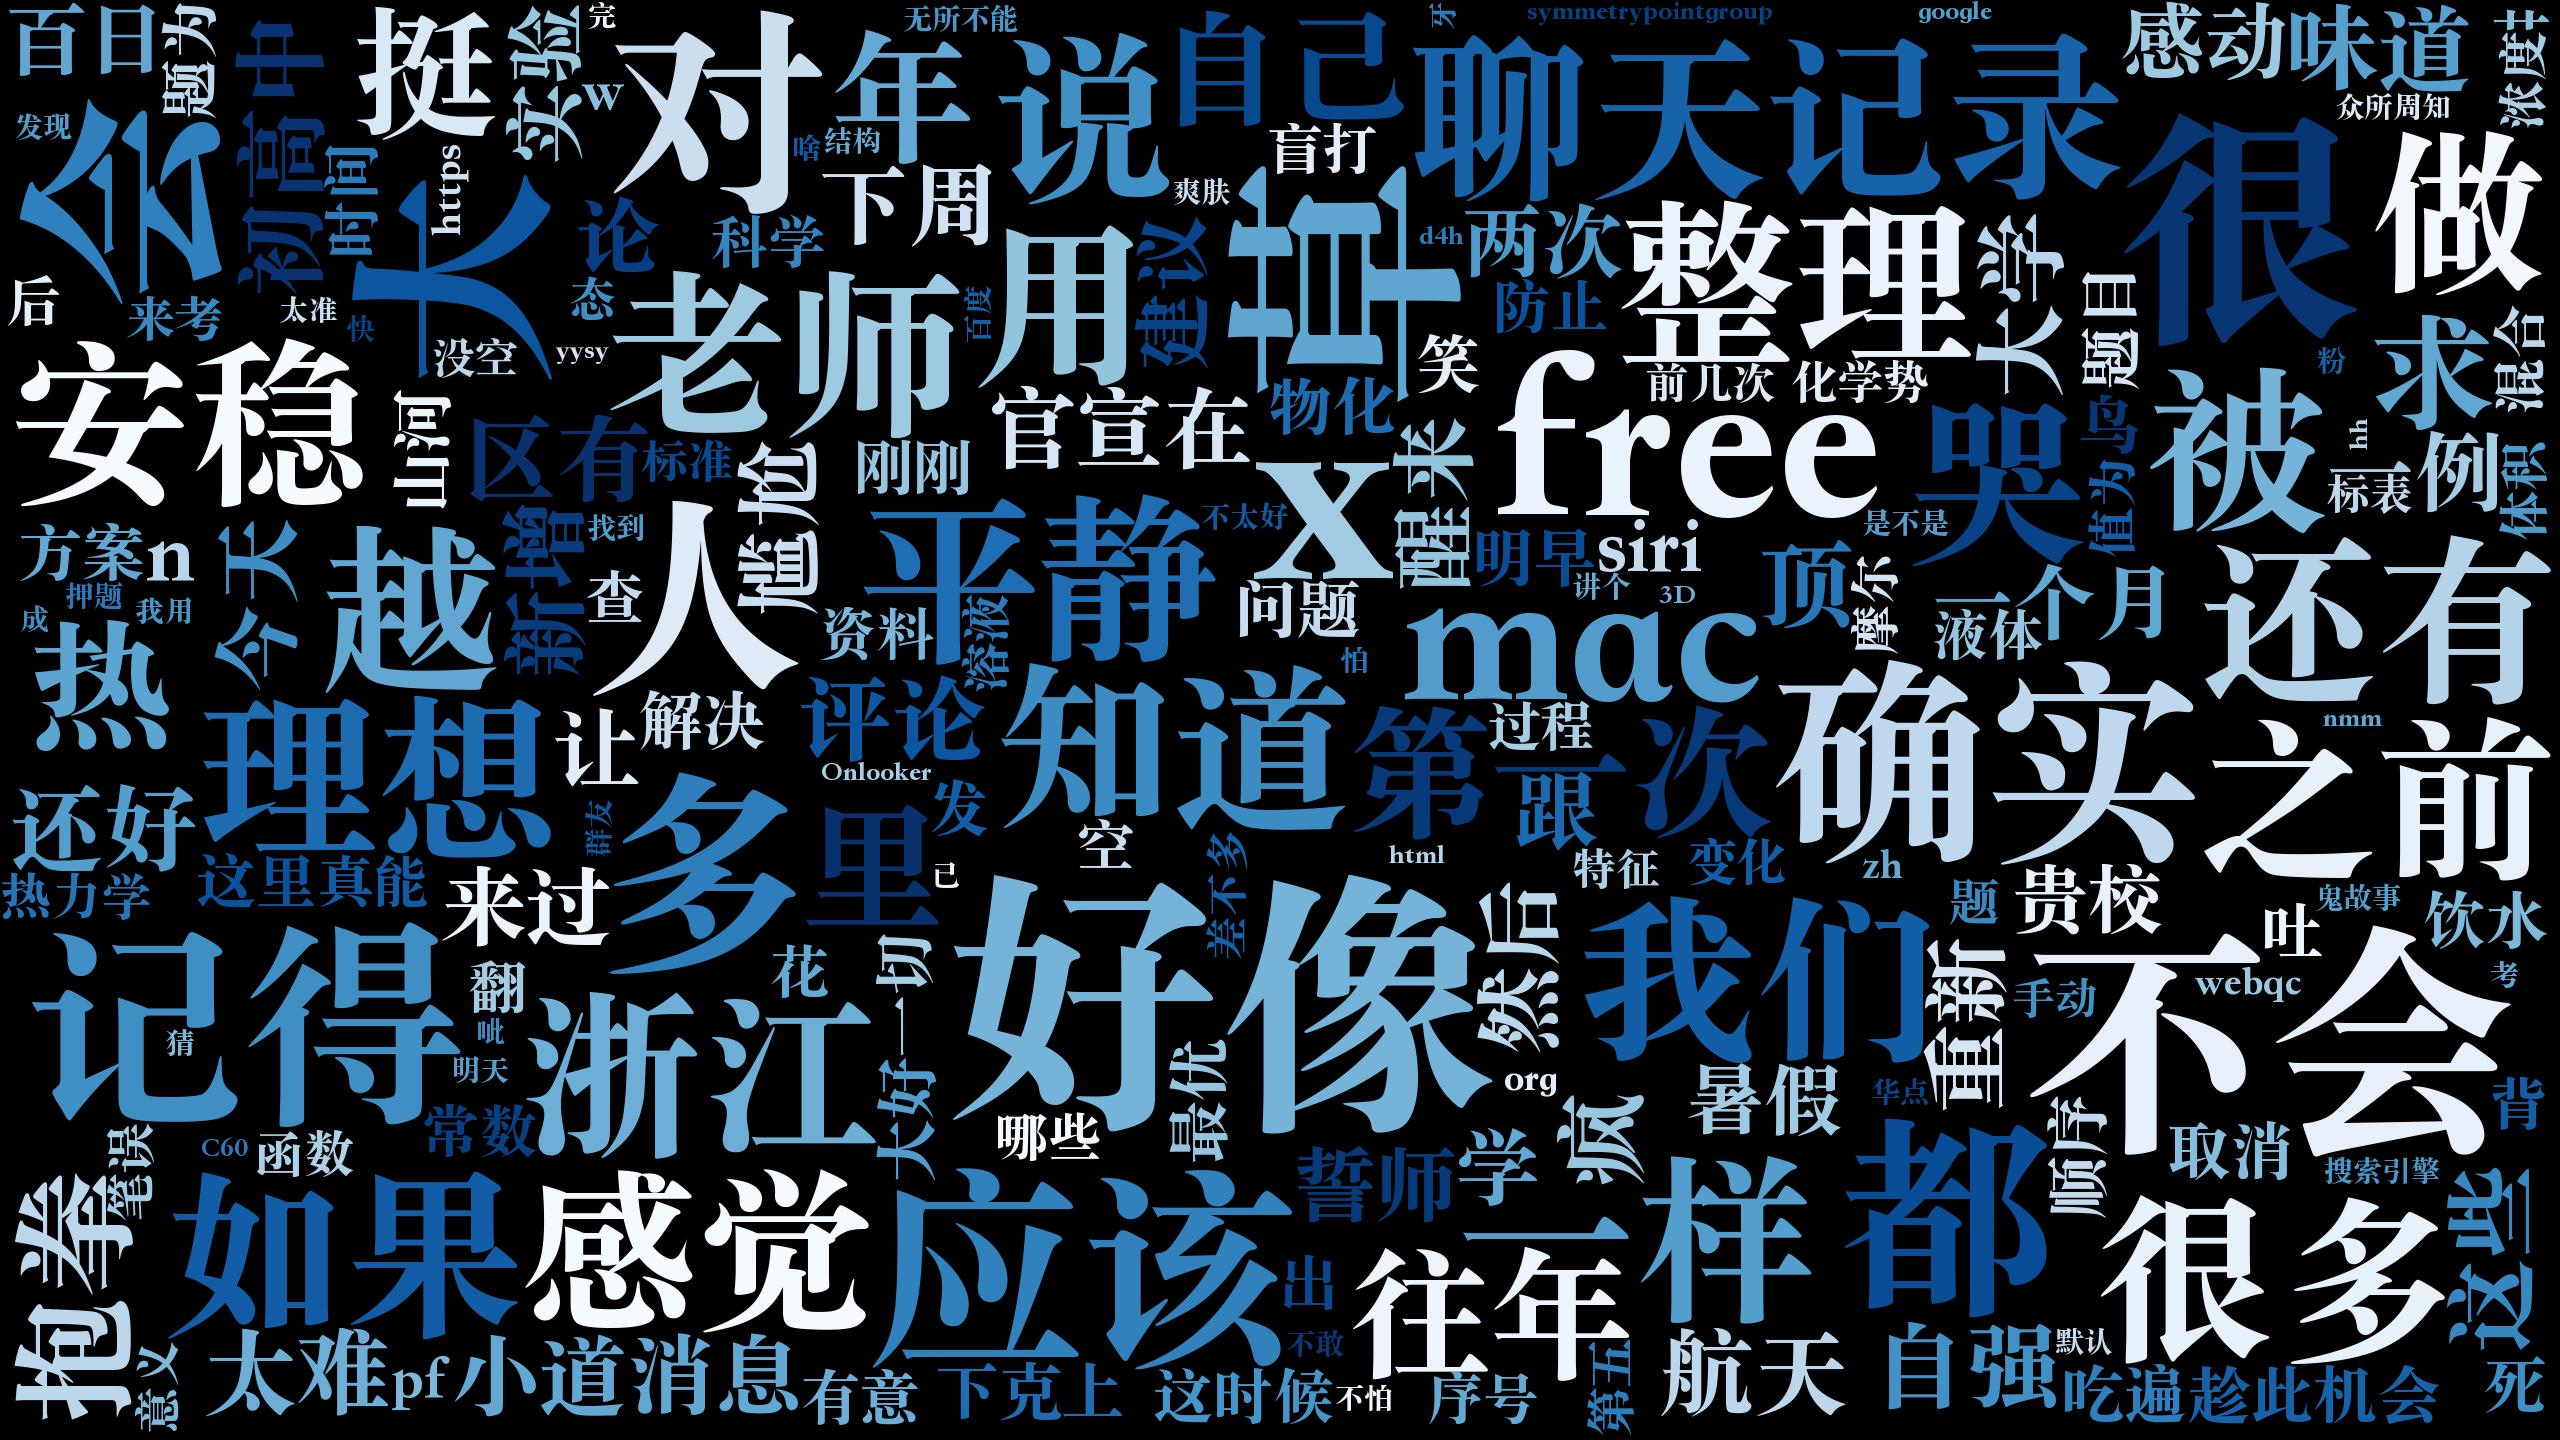 百日
题为
初高中
挺
实验
完
w
对
年
无所不能
说
自己
牙
symmetrypointgroup
google
聊天记录
感动
味道
浓度
众所周知
发现
会
时间
https
大
啥
结构
下周
爽肤
盲打
很
做
后
来考
太准
快
没空
yysy
论
态
科学
老师
百度
用
建议
草
d4h
两次
防止
整理
大学
题目
求
混合
粉
安稳
山河
区有
标准
尴尬
刚刚
官宣在
物化
笑
前几次
化学势
free
哭
鸟
值为
被
hh
标表
例
体积
方案
n
押题
成
我用
今天
越
新增
找到
查
人
平静
不太好
x
醒来
明早
siri
讲个
3D
是不是
顶
摩尔
液体
一个月
还有
热
资料
溶液
问题
怕
mac
理想
让
解决
评论
Onlooker
知道
第一次
过程
跟
确实
之前
nmm
还好
热力学
这里真能
群友
来过
多
里
发
己
空
差不多
html
特征
变化
zh
题
贵校
鬼故事
吐
饮水
记得
猜
翻
呲
明天
花
一切
浙江
大好
好像
最优
然后
org
我们
重新
手动
webqc
不会
考
背
C60
函数
常数
笔误
哪些
疯
暑假
华点
顺序
取消
搜索引擎
抱拳
如果
感觉
应该
誓师
学
一样
都
很多
这些
出
不敢
往年
意义
太难
pf
小道消息
有意
下克上
这时候
不怕
序号
第五
航天
自强
默认
吃遍
趁此机会
死